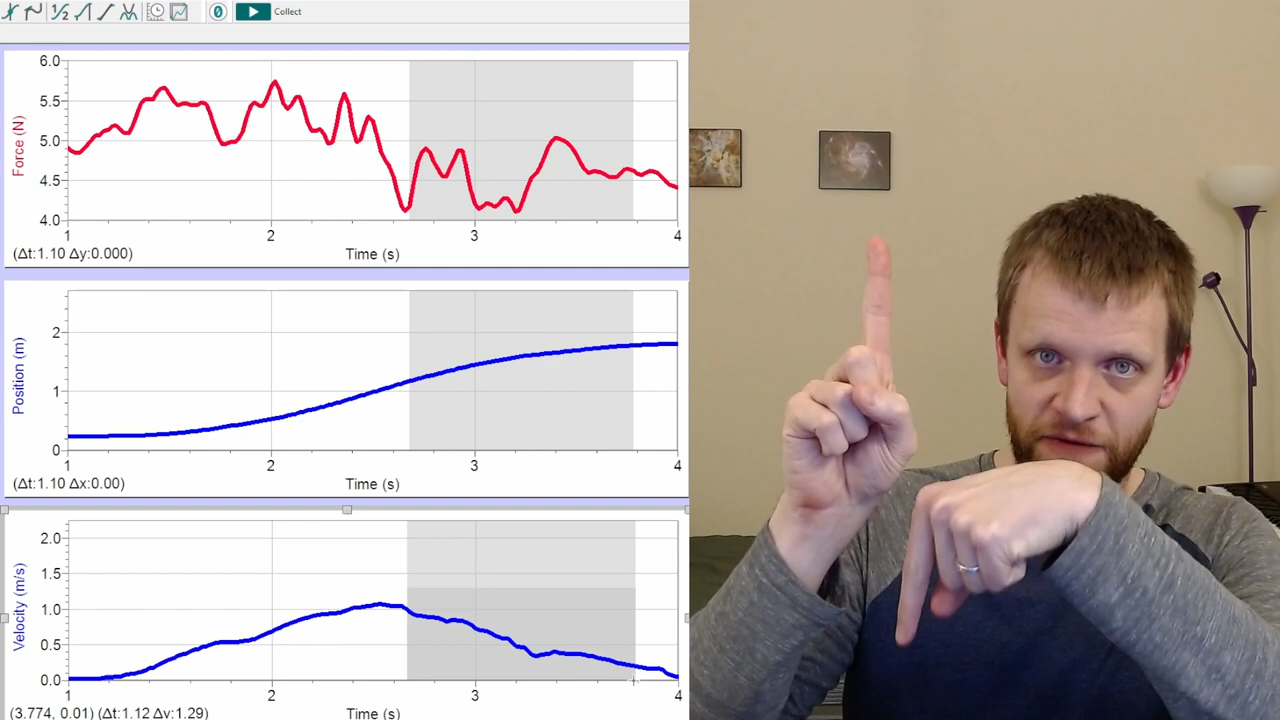 ½ 0 Collect
6.0
5.5
5.0
4.5
4.0
Force (N)
1 2 3 4
(Δt:1.10 Δy:0.000) Time (s)
2
1
0
Position (m)
1 2 3 4
(Δt:1.10 Δx:0.00) Time (s)
2.0
1.5
1.0
0.5
0.0
Velocity (m/s)
1 2 3 4
(3.774, 0.01) (Δt:1.12 Δv:1.29) Time (s)